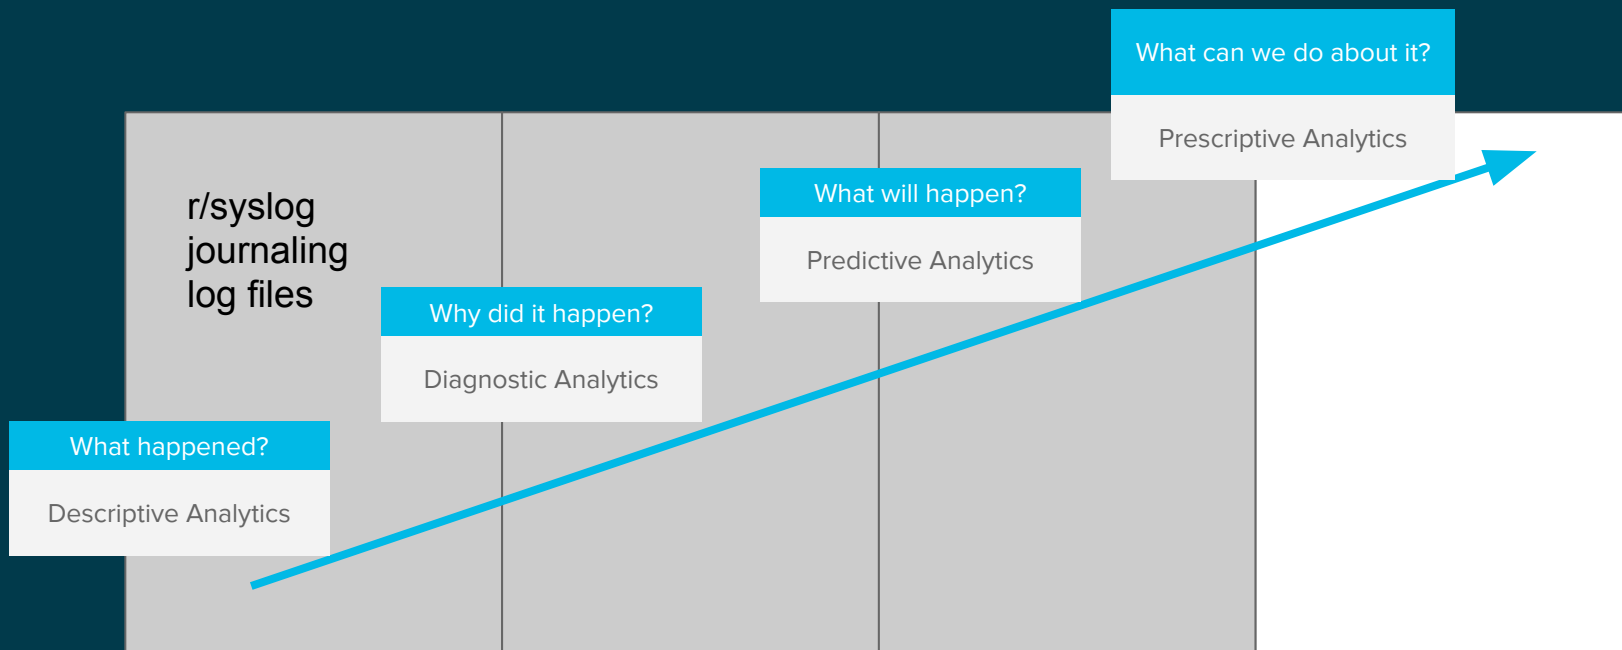 What can we do about it?
Prescriptive Analytics
r/syslog
journaling
log files
What will happen?
Predictive Analytics
Why did it happen?
Diagnostic Analytics
What happened?
Descriptive Analytics